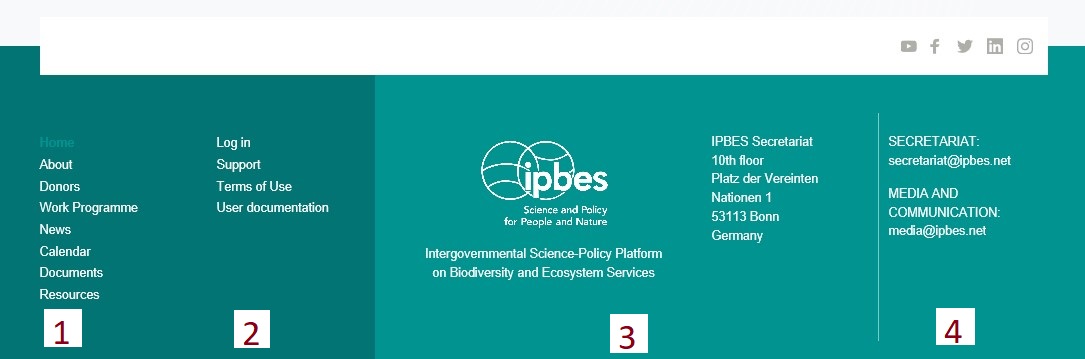 Home
About
Donors
Work Programme
News
Calendar
Documents
Resources
1
Log in
Support
Terms of Use
User documentation
2
ipbes
Science and Policy
for People and Nature
Intergovernmental Science-Policy Platform
on Biodiversity and Ecosystem Services
IPBES Secretariat
10th floor
Platz der Vereinten
Nationen 1
53113 Bonn
Germany
3
SECRETARIAT:
secretariat@ipbes.net
MEDIA AND
COMMUNICATION:
media@ipbes.net
4